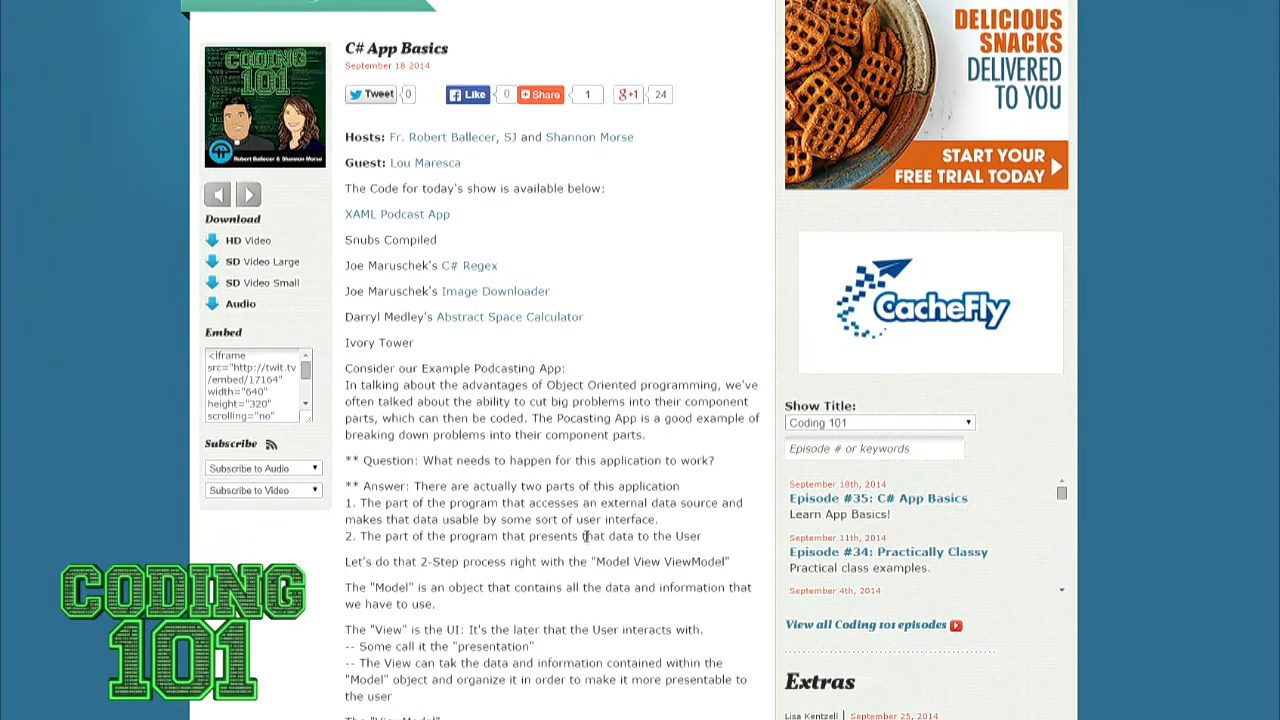 C# App Basics
September 18 2014
Tweet 0
Like 0
Share 1
g+1 24
Hosts: Fr. Robert Ballecer, SJ and Shannon Morse
Guest: Lou Maresca
The Code for today's show is available below:
XAML Podcast App
Snubs Compiled
Joe Maruschek's C# Regex
Joe Maruschek's Image Downloader
Darryl Medley's Abstract Space Calculator
Ivory Tower
Consider our Example Podcasting App:
In talking about the advantages of Object Oriented programming, we've
often talked about the ability to cut big problems into their component
parts, which can then be coded. The Pocasting App is a good example of
breaking down problems into their component parts.
** Question: What needs to happen for this application to work?
** Answer: There are actually two parts of this application
1. The part of the program that accesses an external data source and
makes that data usable by some sort of user interface.
2. The part of the program that presents that data to the User
Let's do that 2-Step process right with the "Model View ViewModel"
The "Model" is an object that contains all the data and information that
we have to use.
The "View" is the UI: It's the later that the User interacts with.
-- Some call it the "presentation"
-- The View can tak the data and information contained within the
"Model" object and organize it in order to make it more presentable to
the user
The "ViewModel"
CODING
101
Robert Ballecer & Shannon Morse
Download
HD Video
SD Video Large
SD Video Small
Audio
Embed
<iframe
src="http://twit.tv
/embed/17164"
width="640"
height="320"
scrolling="no"
Subscribe
Subscribe to Audio
Subscribe to Video
CODING
101
DELICIOUS
SNACKS
DELIVERED
TO YOU
START YOUR
FREE TRIAL TODAY
CacheFly
Show Title:
Coding 101
Episode # or keywords
September 18th, 2014
Episode #35: C# App Basics
Learn App Basics!
September 11th, 2014
Episode #34: Practically Classy
Practical class examples.
September 4th, 2014
View all Coding 101 episodes
Extras
Lisa Kentzell | September 25, 2014